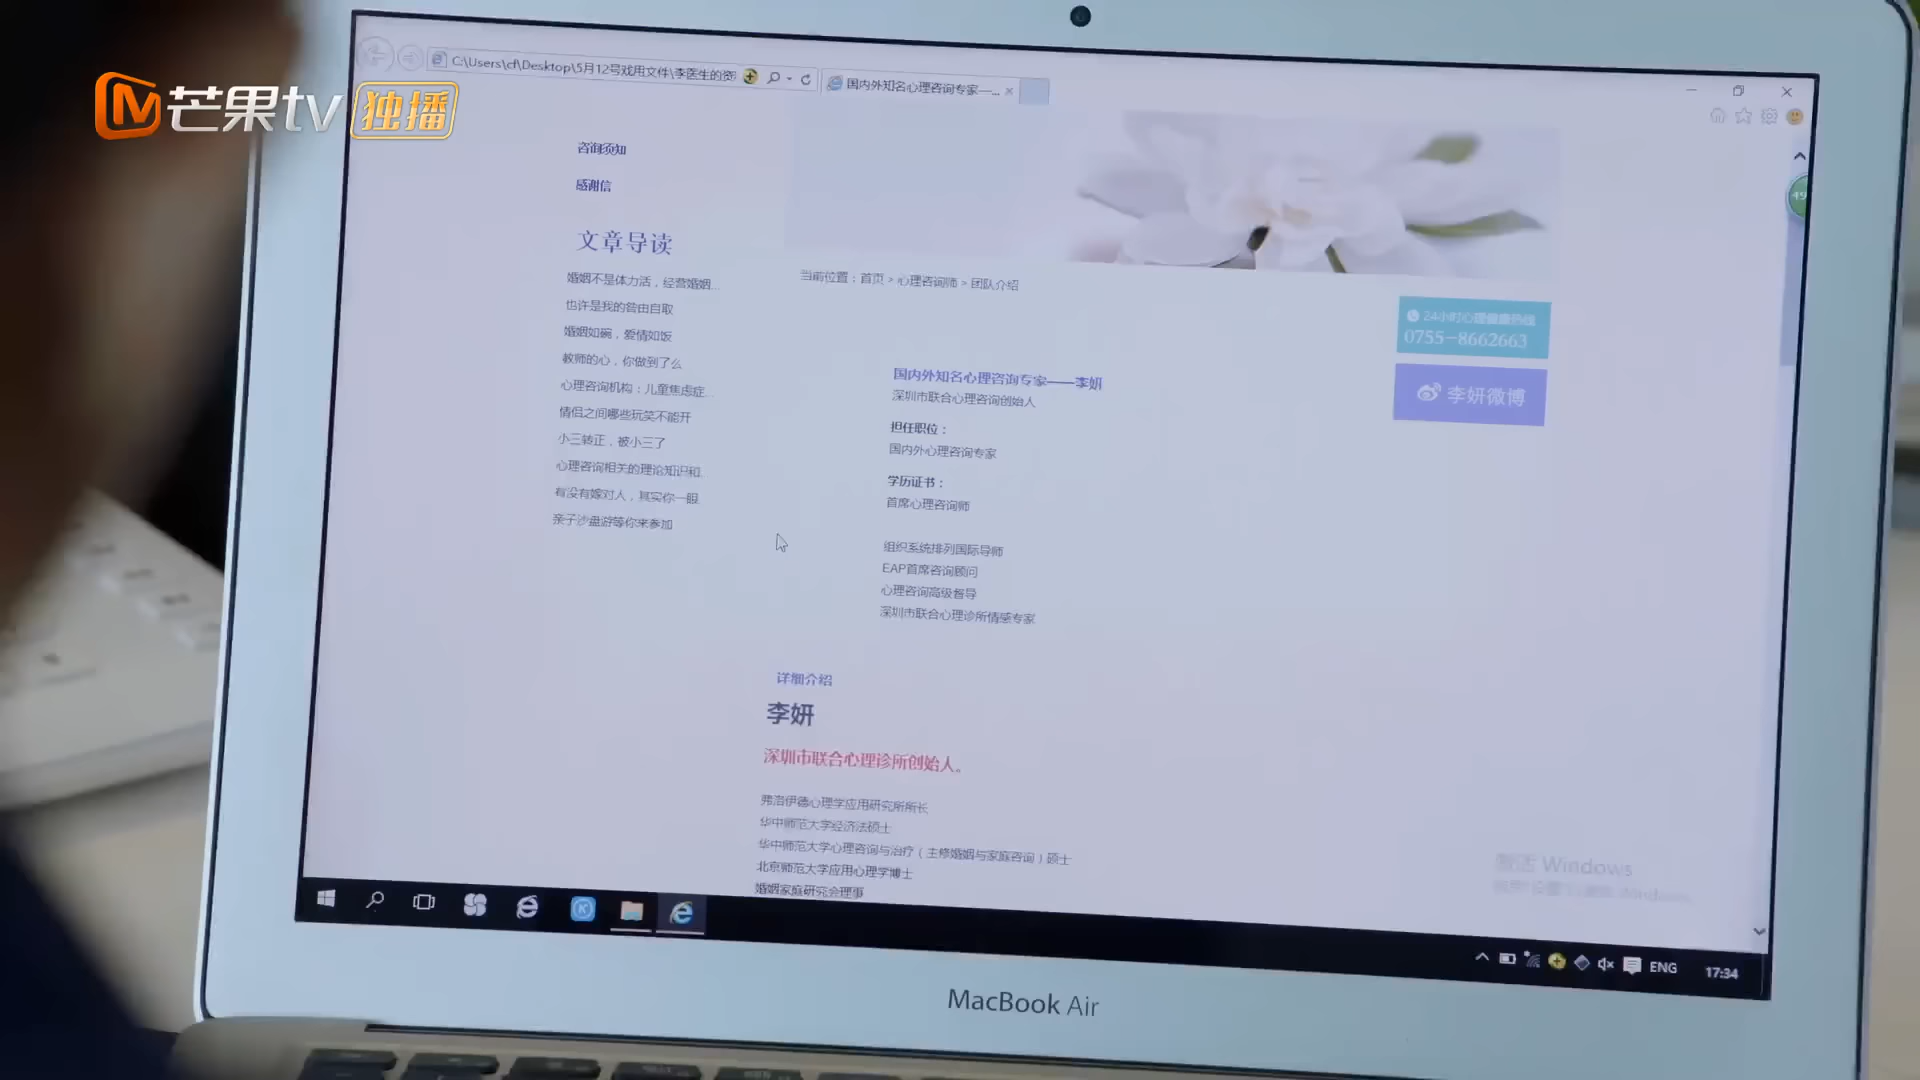 芒果tv 独播
C:\Users\cf\Desktop\5月12号戏用文件\李医生的资
国内外知名心理咨询专家—...
咨询须知
感谢信
文章导读
婚姻不是体力活，经营婚姻...
也许是我的咎由自取
婚姻如碗，爱情如饭
教师的心，你做到了么
心理咨询机构：儿童焦虑症...
情侣之间哪些玩笑不能开
小三转正，被小三了
心理咨询相关的理论知识和.
有没有嫁对人，其实你一眼
亲子沙盘游等你来参加
当前位置：首页 > 心理咨询师 > 团队介绍
24小时心理健康热线
0755-8662663
李妍微博
国内外知名心理咨询专家——李妍
深圳市联合心理咨询创始人
担任职位：
国内外心理咨询专家
学历证书：
首席心理咨询师
组织系统排列国际导师
EAP首席咨询顾问
心理咨询高级督导
深圳市联合心理诊所情感专家
详细介绍
李妍
深圳市联合心理诊所创始人。
弗洛伊德心理学应用研究所所长
华中师范大学经济法硕士
华中师范大学心理咨询与治疗（主修婚姻与家庭咨询）硕士
北京师范大学应用心理学博士
婚姻家庭研究会理事
激活 Windows
ENG
17:34
MacBook Air